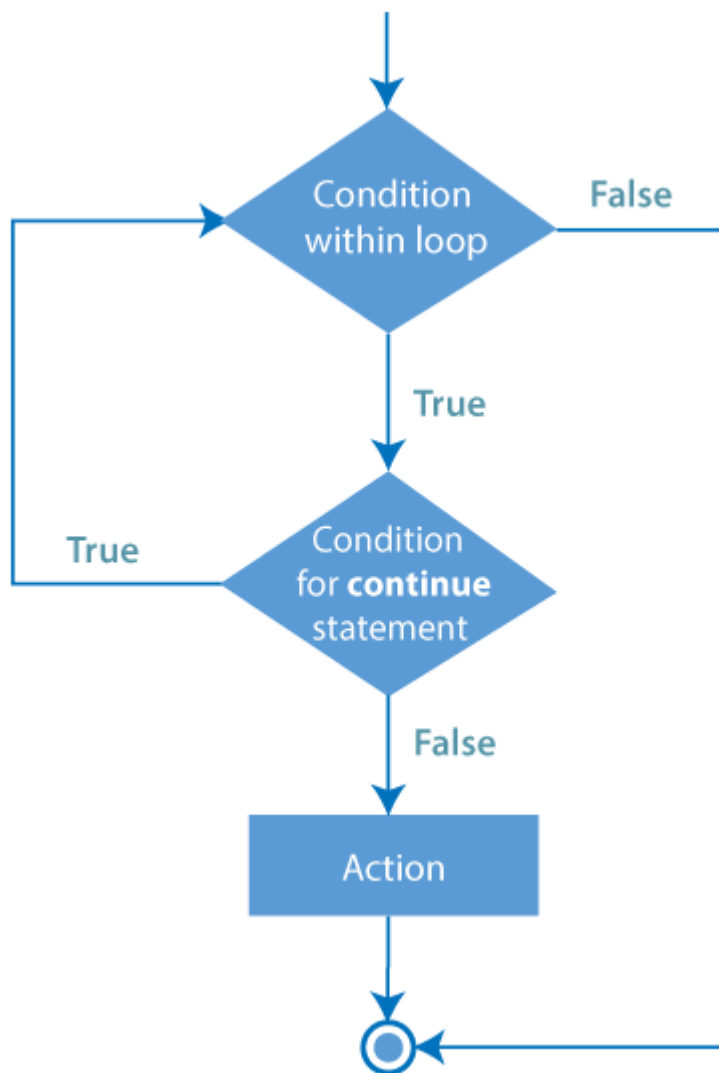 Condition
within loop
False
True
True
Condition
for continue
statement
False
Action